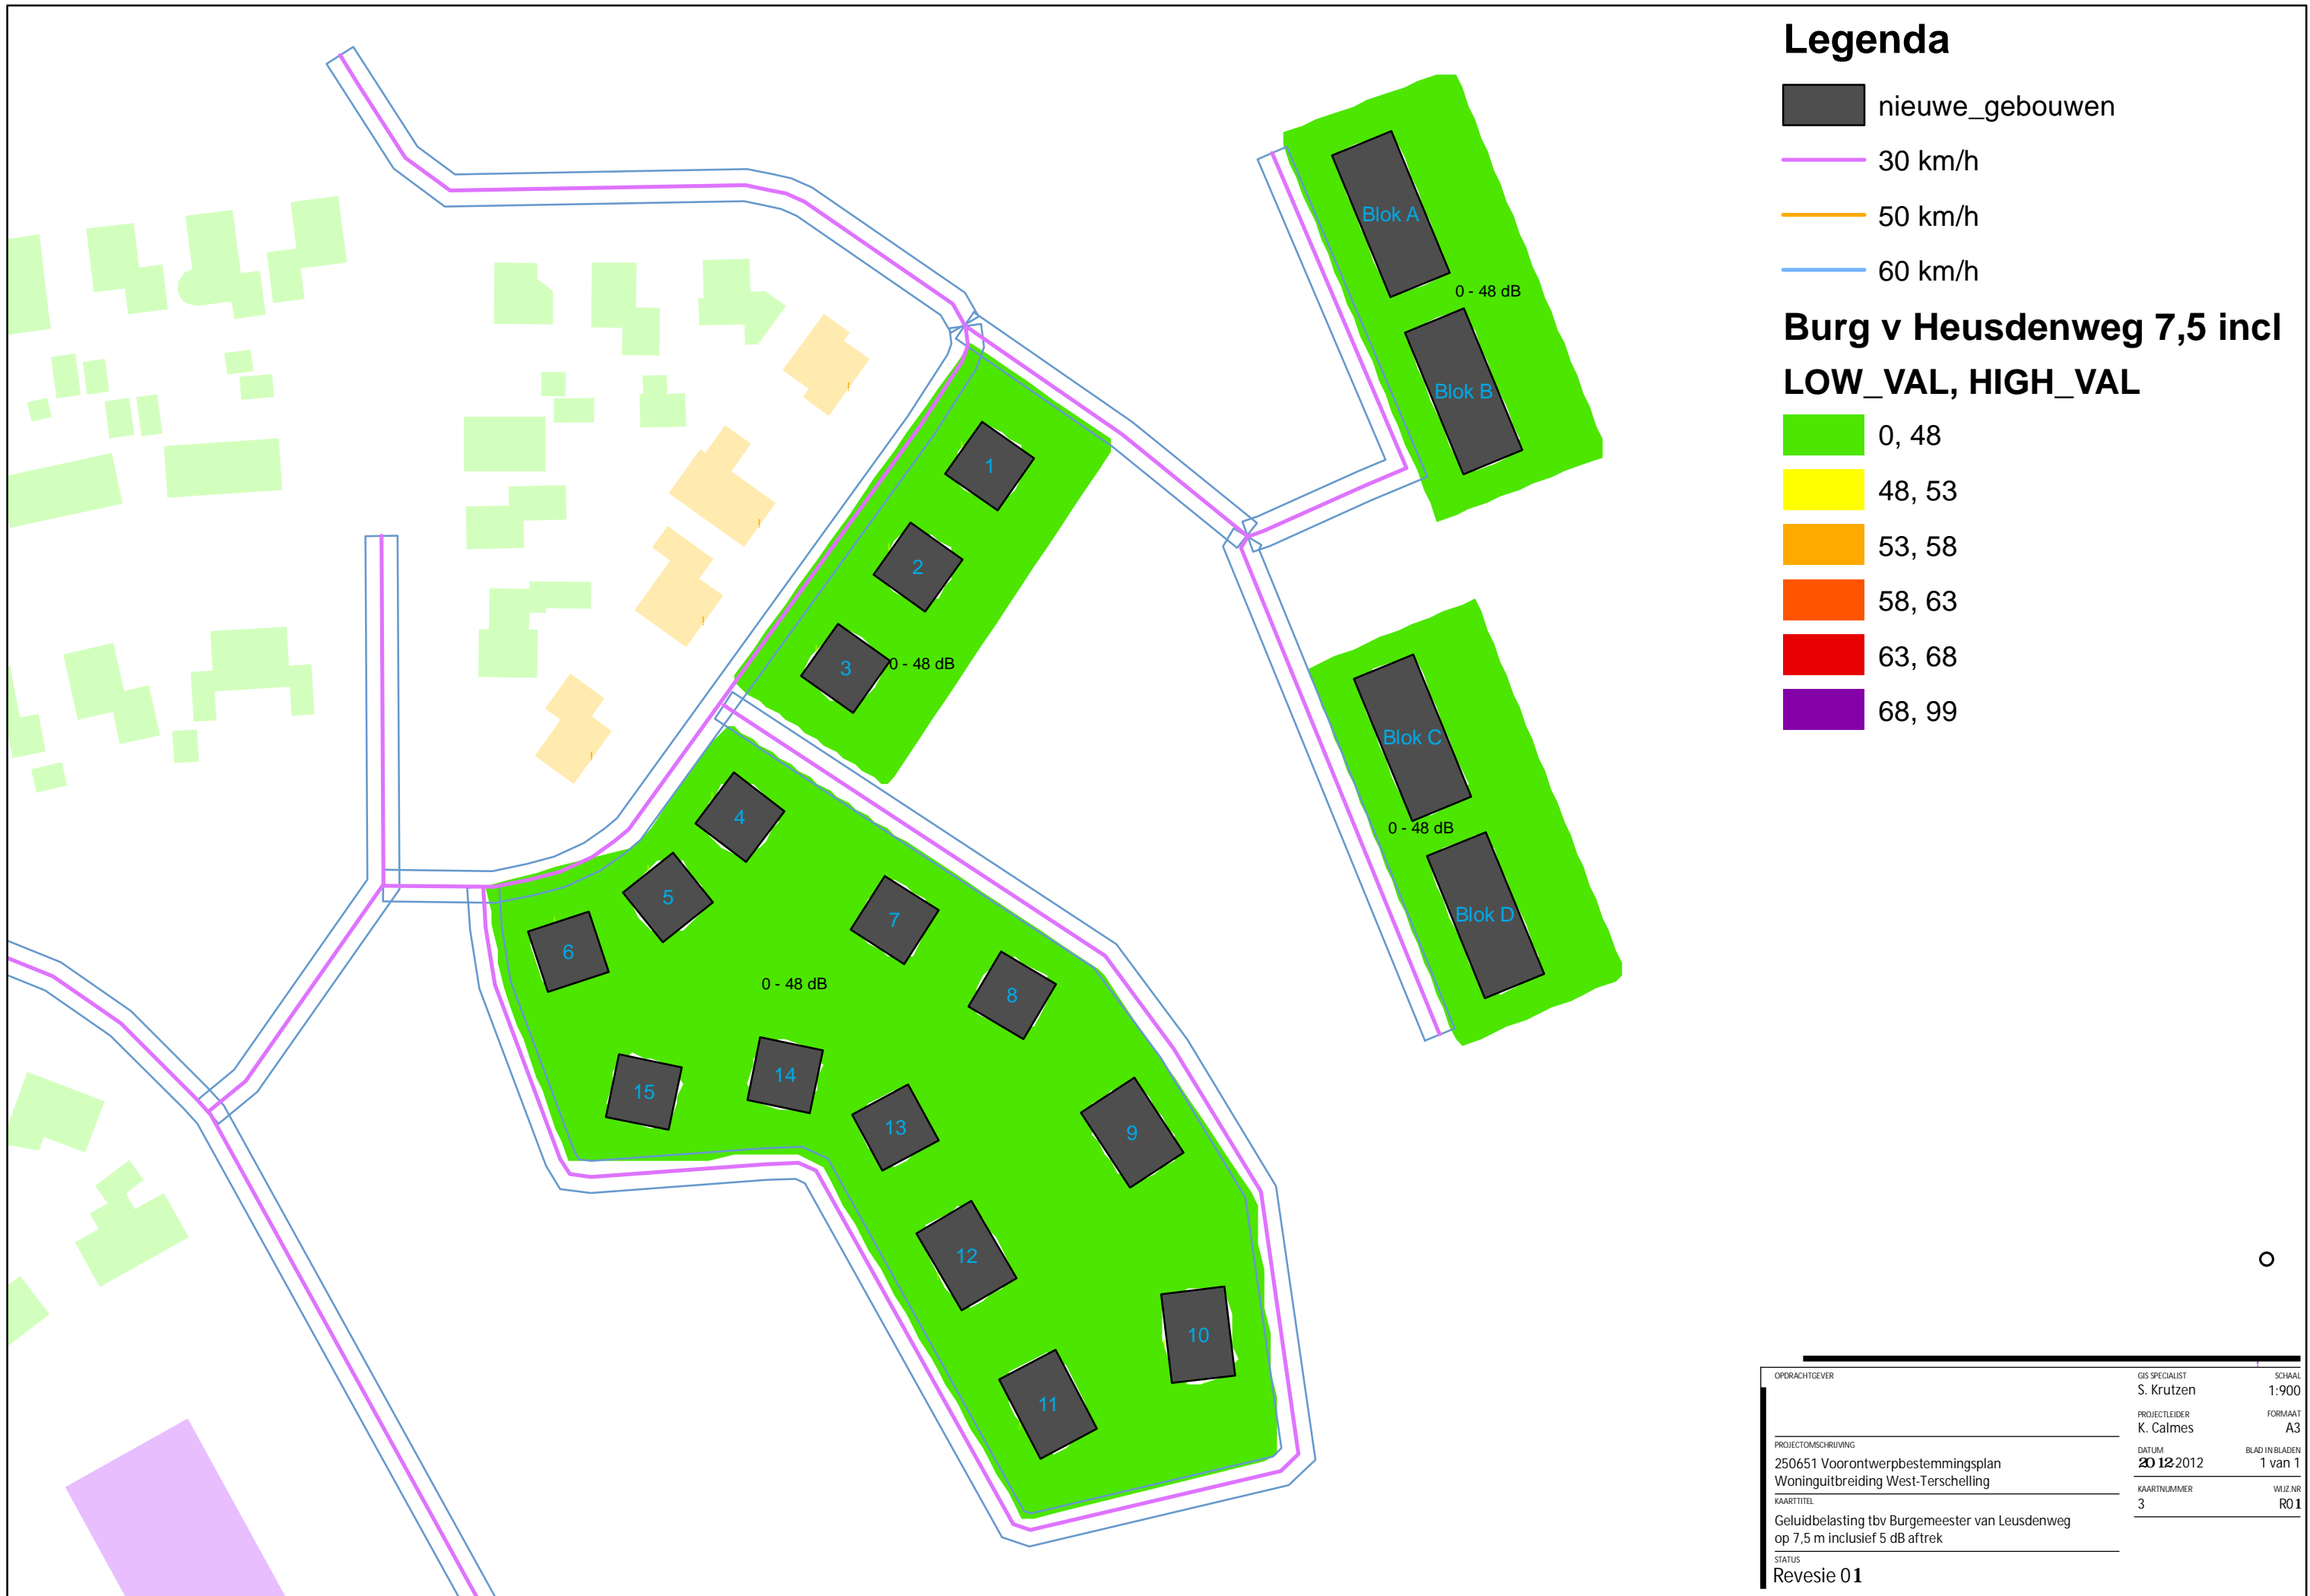 Legenda
nieuwe_gebouwen
30 km/h
50 km/h
60 km/h
Burg v Heusdenweg 7,5 incl
LOW_VAL, HIGH_VAL
0, 48
48, 53
53, 58
58, 63
63, 68
68, 99
Blok A
0 - 48 dB
Blok B
1
2
3
0 - 48 dB
Blok C
0 - 48 dB
Blok D
4
5
6
7
8
0 - 48 dB
14
15
13
9
12
10
11
OPDRACHTGEVER
GIS SPECIALIST
SCHAAL
S. Krutzen
1:900
PROJECTLEIDER
FORMAAT
K. Calmes
A3
PROJECTOMSCHRIJVING
DATUM
BLAD IN BLADEN
250651 Voorontwerpbestemmingsplan
20 12-2012
1 van 1
Woninguitbreiding West-Terschelling
KAARTNUMMER
WIJZ.NR
3
R01
KAARTTITEL
Geluidbelasting tbv Burgemeester van Leusdenweg
op 7,5 m inclusief 5 dB aftrek
STATUS
Revesie 01